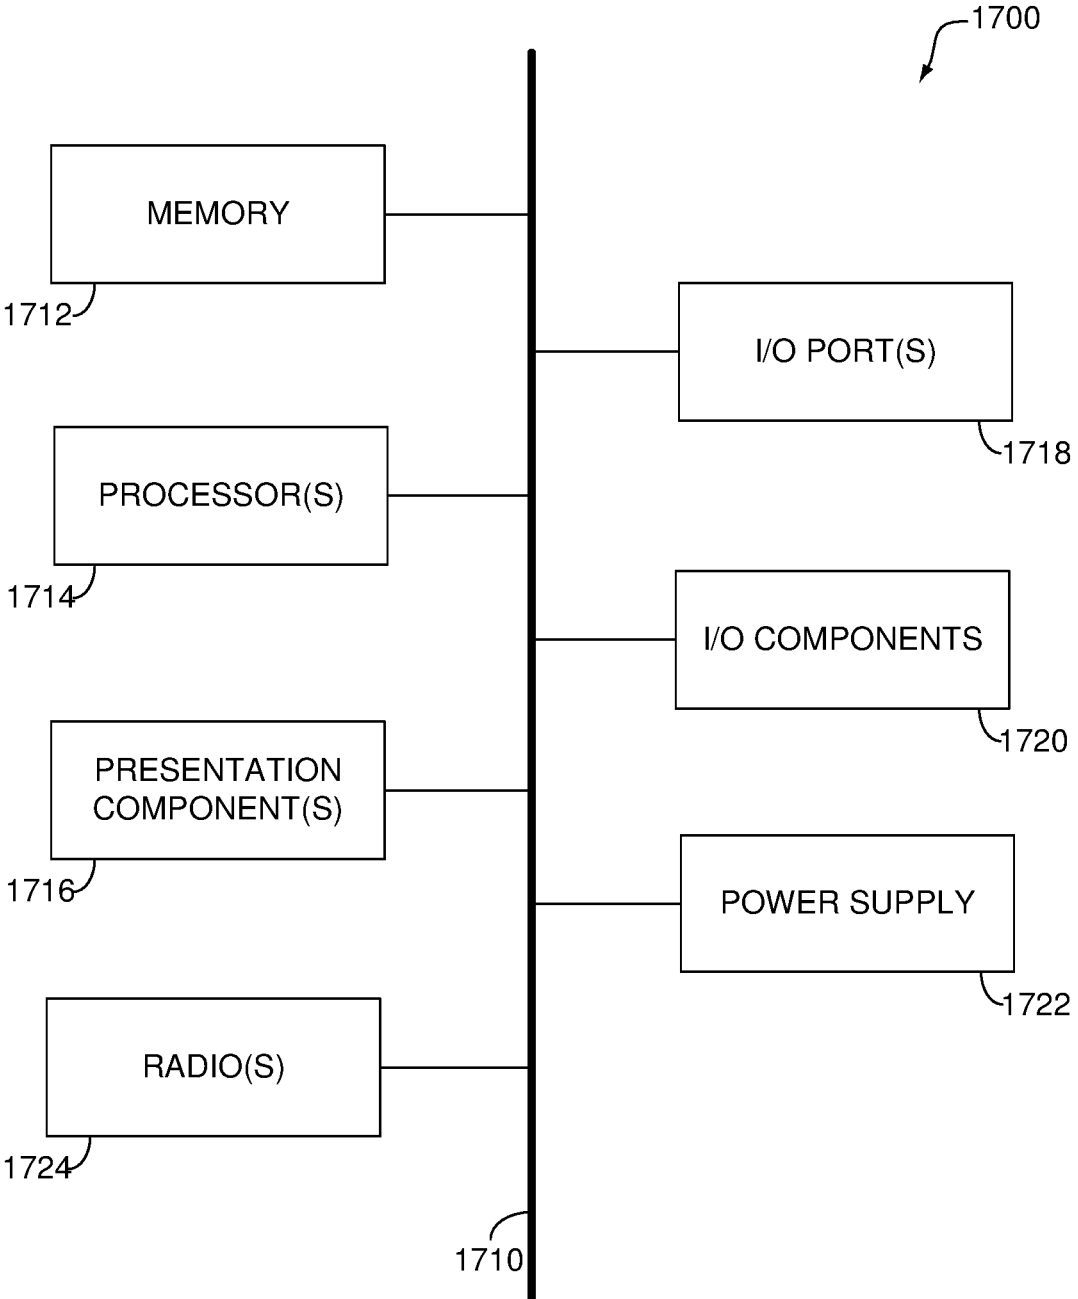 1700
MEMORY
1712
I/O PORT(S)
1718
PROCESSOR(S)
1714
I/O COMPONENTS
1720
PRESENTATION
COMPONENT(S)
1716
POWER SUPPLY
1722
RADIO(S)
1724
1710